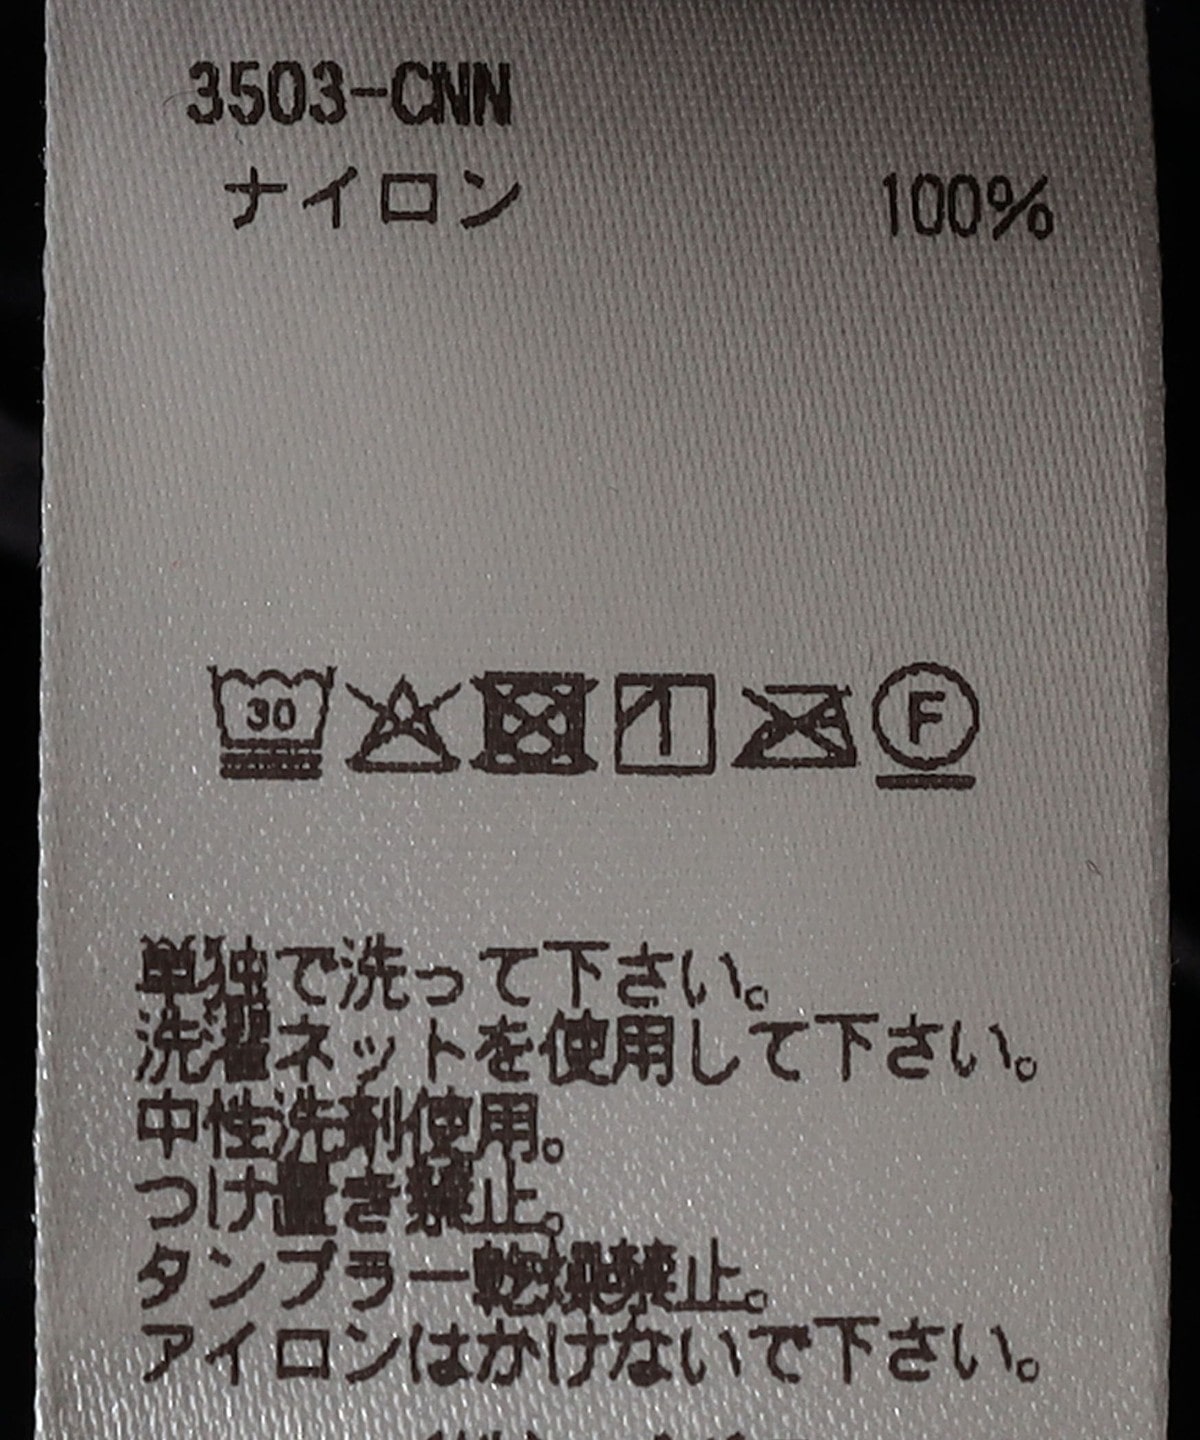 3503-CNN
ナイロン 100%
30 F
単独で洗って下さい。
洗濯ネットを使用して下さい。
中性洗剤使用。
つけ置き禁止。
タンブラー乾燥禁止。
アイロンはかけないで下さい。